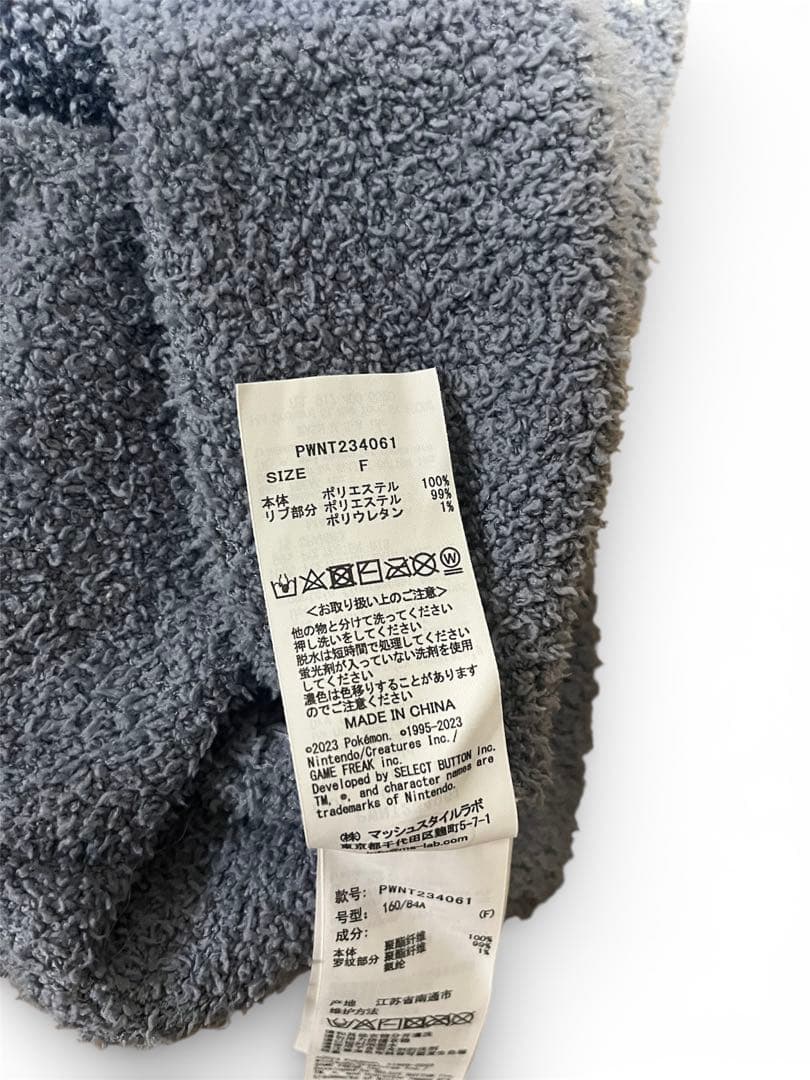 PWNT234061
SIZE F
本体 ポリエステル 100%
リブ部分 ポリエステル 99%
ポリウレタン 1%
<お取り扱い上のご注意>
他の物と分けて洗ってください
押し洗いをしてください
脱水は短時間で処理してください
蛍光剤が入っていない洗剤を使用
してください
濃色は色移りすることがあります
のでご注意ください
MADE IN CHINA
©2023 Pokémon. ©1995-2023
Nintendo/Creatures Inc./
GAME FREAK inc.
Developed by SELECT BUTTON inc.
TM, ®, and character names are
trademarks of Nintendo.
(株) マッシュスタイルラボ
東京都千代田区麹町5-7-1
款号: PWNT234061
号型: 160/84A (F)
成分:
本体 聚酯纤维 100%
罗纹部分 聚酯纤维 99%
氨纶 1%
产地 江苏省南通市
维护方法